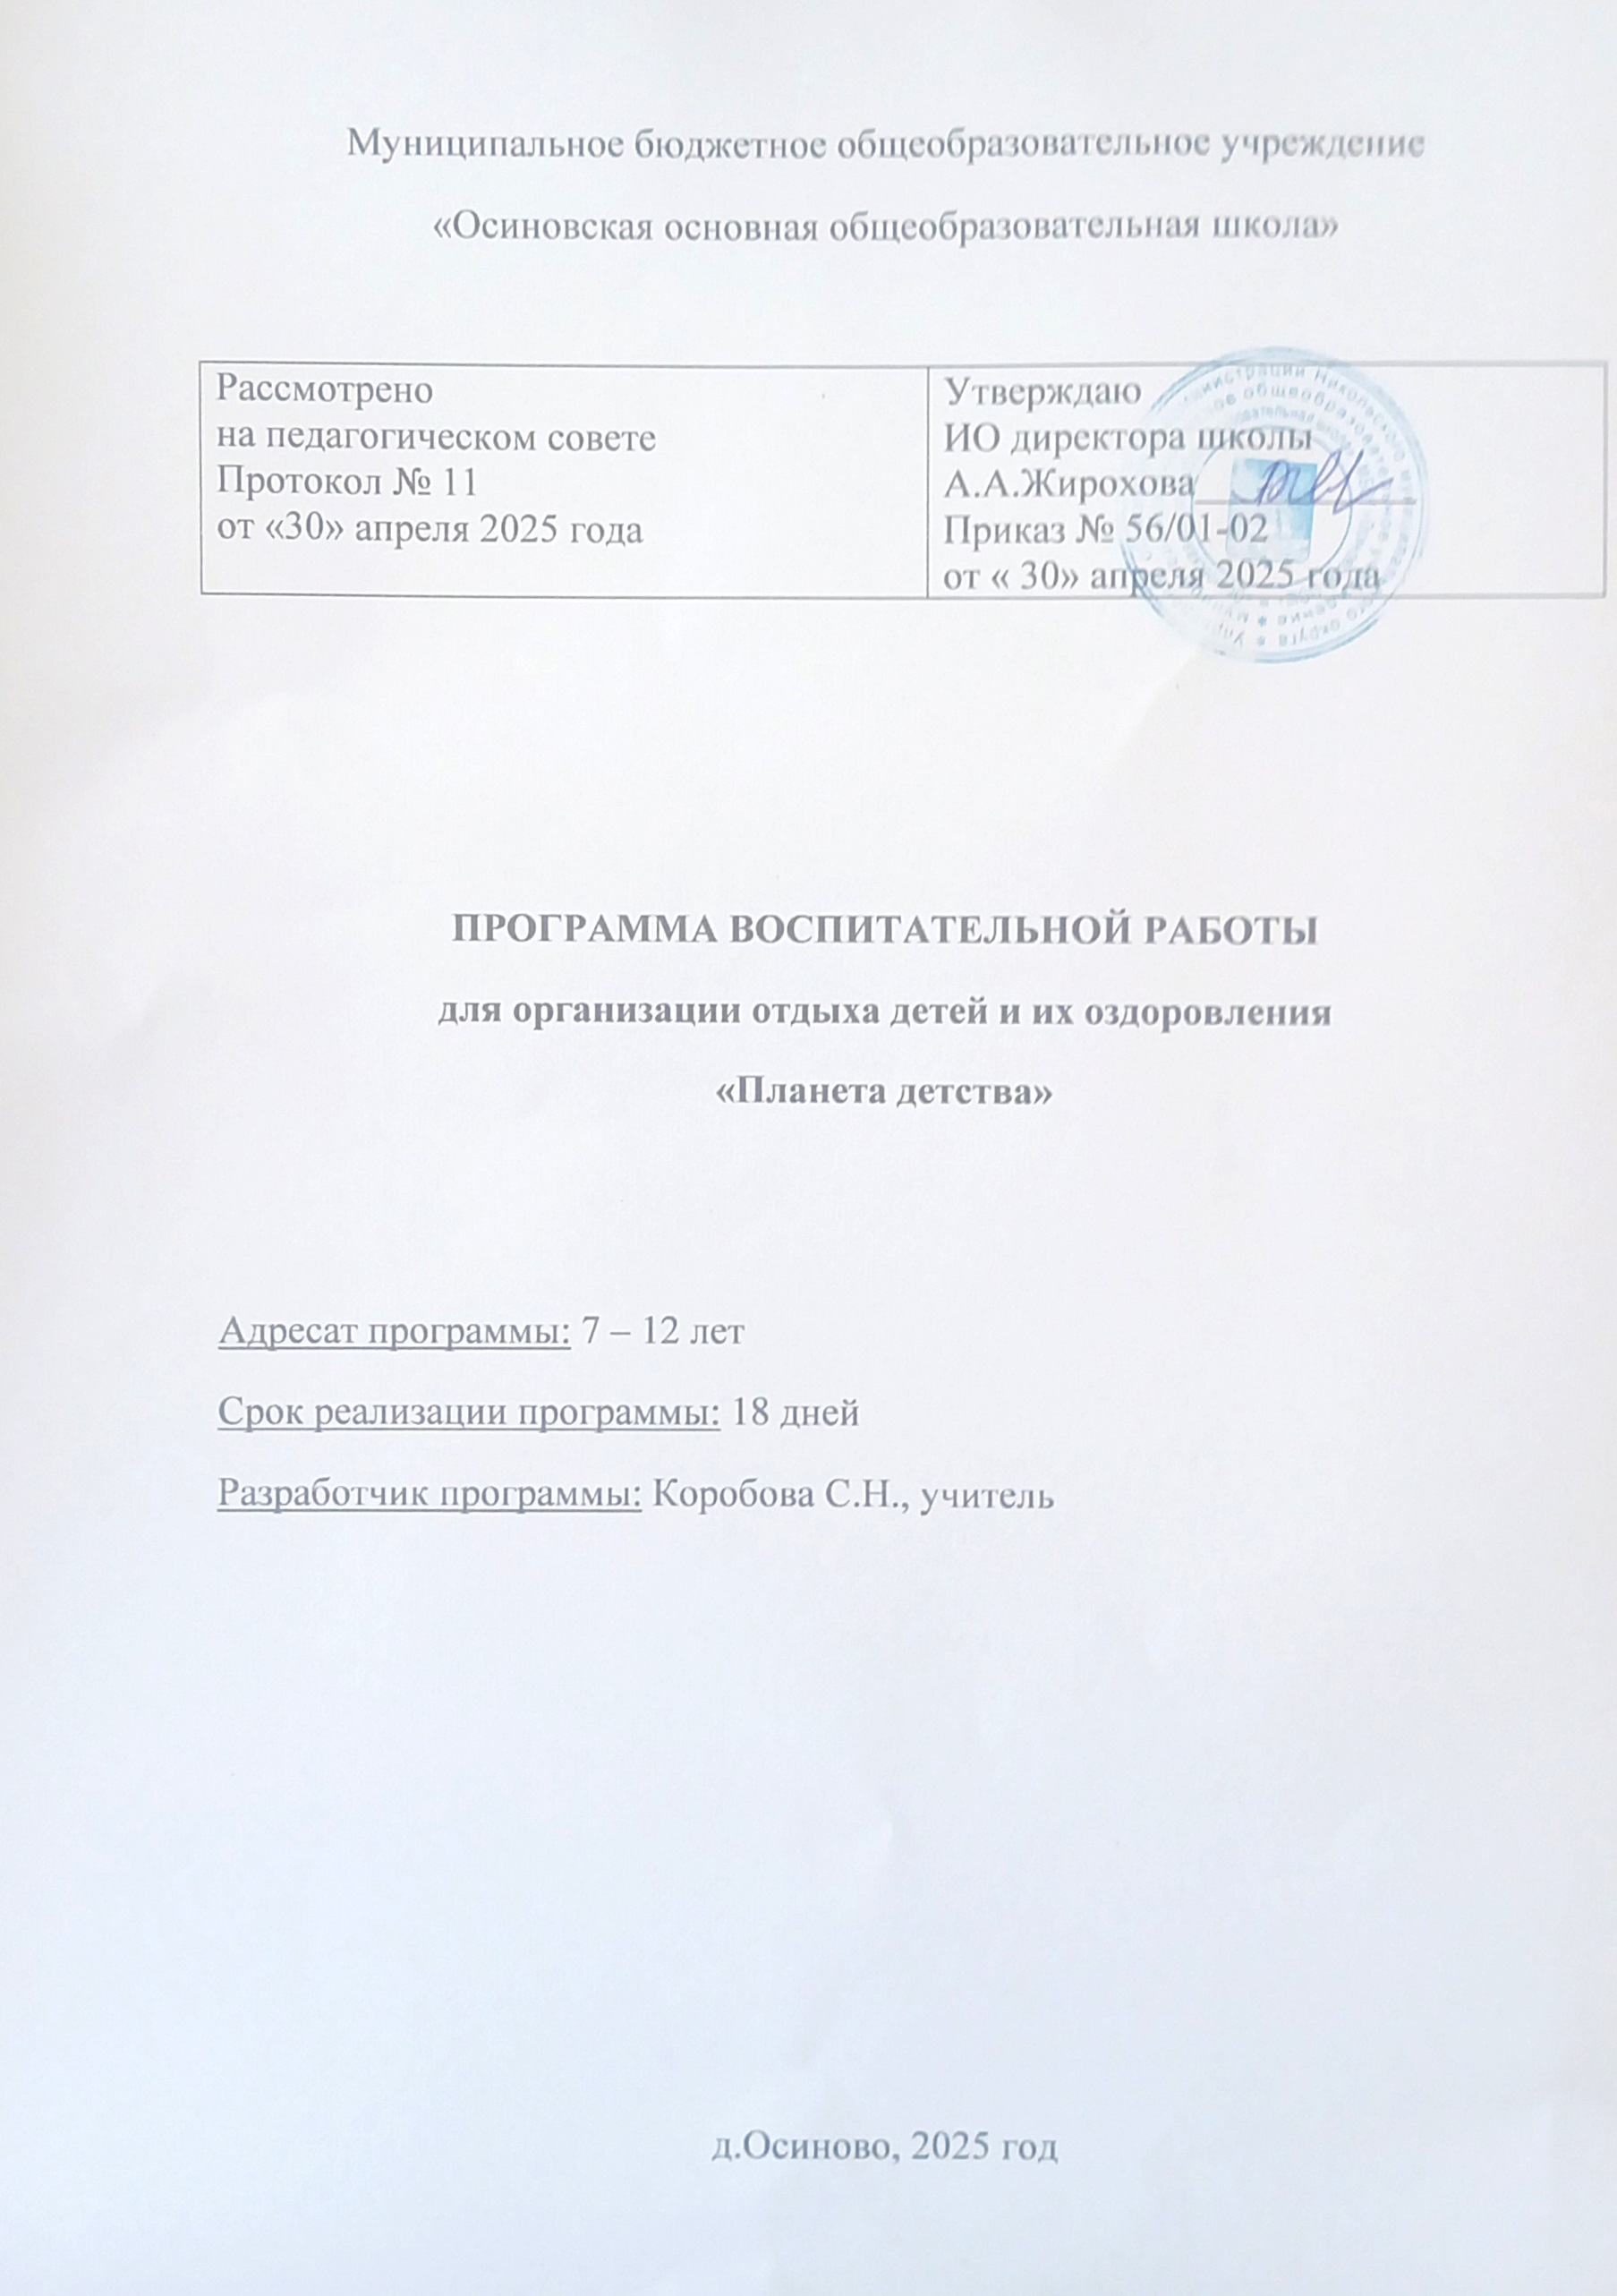 Муниципальное бюджетное общеобразовательное учреждение
«Осиновская основная общеобразовательная школа»
Рассмотрено
на педагогическом совете
Протокол № 11
от «30» апреля 2025 года
Утверждаю
ИО директора школы
А.А.Жирохова
Приказ № 56/01-02
от « 30» апреля 2025 года
ПРОГРАММА ВОСПИТАТЕЛЬНОЙ РАБОТЫ
для организации отдыха детей и их оздоровления
«Планета детства»
Адресат программы: 7 – 12 лет
Срок реализации программы: 18 дней
Разработчик программы: Коробова С.Н., учитель
д.Осиново, 2025 год